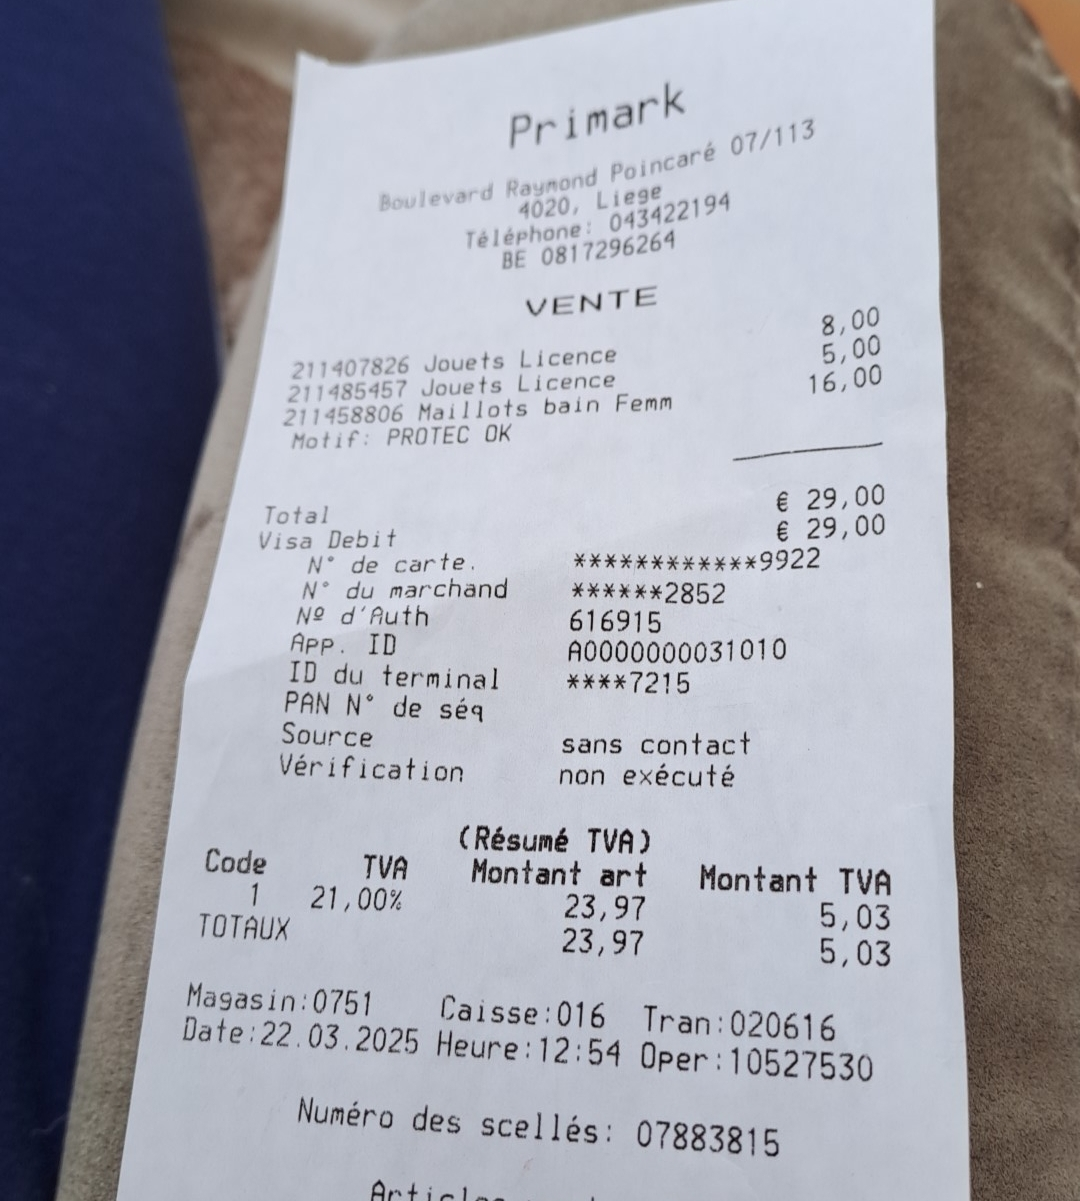 Primark
Boulevard Raymond Poincaré 07/113
4020, Liege
Téléphone: 043422194
BE 0817296264
VENTE
211407826 Jouets Licence 8,00
211485457 Jouets Licence 5,00
211458806 Maillots bain Femm 16,00
Motif: PROTEC OK
Total € 29,00
Visa Debit € 29,00
N° de carte. ************9922
N° du marchand ******2852
Nº d'Auth 616915
App. ID A0000000031010
ID du terminal ****7215
PAN N° de séq
Source sans contact
Vérification non exécuté
(Résumé TVA)
Code TVA Montant art Montant TVA
1 21,00% 23,97 5,03
TOTAUX 23,97 5,03
Magasin:0751 Caisse:016 Tran:020616
Date:22.03.2025 Heure:12:54 Oper:10527530
Numéro des scellés: 07883815